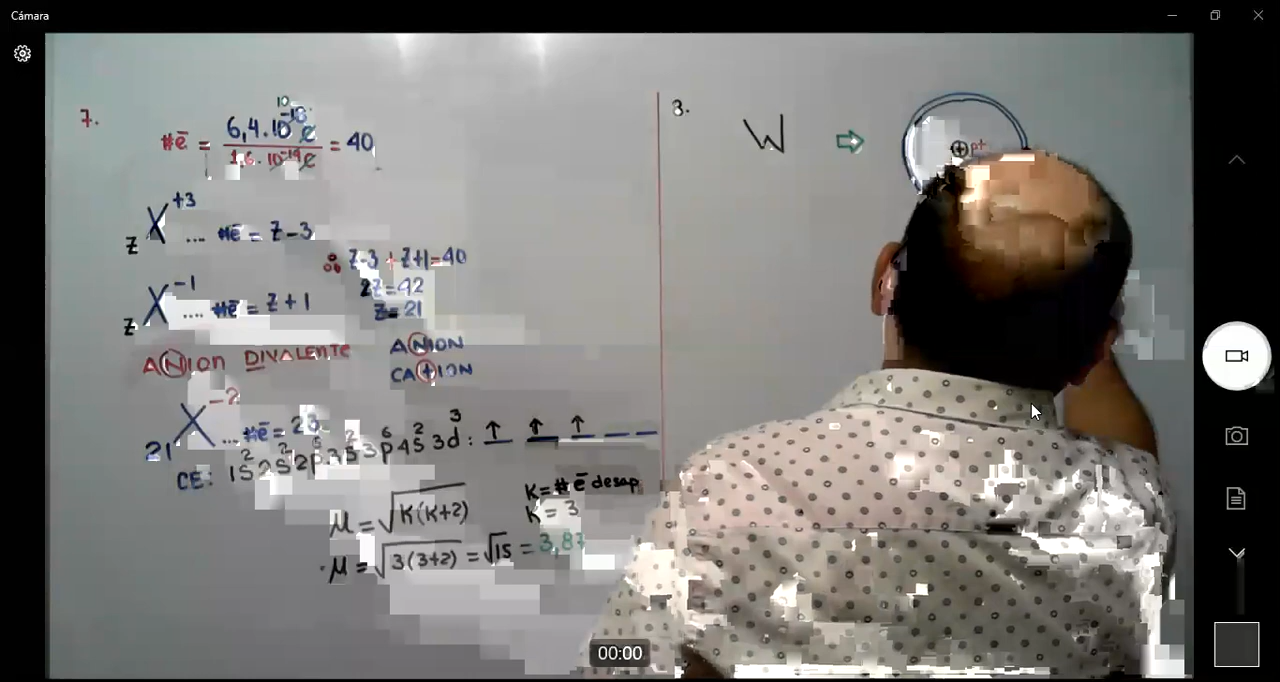 Cámara
7.
#ē = 6,4.10⁻¹⁸ e / 1,6.10⁻¹⁹ e = 40
10
zX⁺³ .... #ē = z-3
∴ z-3 + z+1=40
2z=42
z=21
zX⁻¹ .... #ē = z+1
ANION DIVALENTE
ANION
CATION
21X⁻² ... #ē = 23
CE: 1s² 2s² 2p⁶ 3s² 3p⁶ 4s² 3d³: ↑ ↑ ↑ _ _
μ = √K(K+2)
K = #ē desap
K = 3
μ = √3(3+2) = √15 = 3,87
8.
W ⇒ + p+
00:00